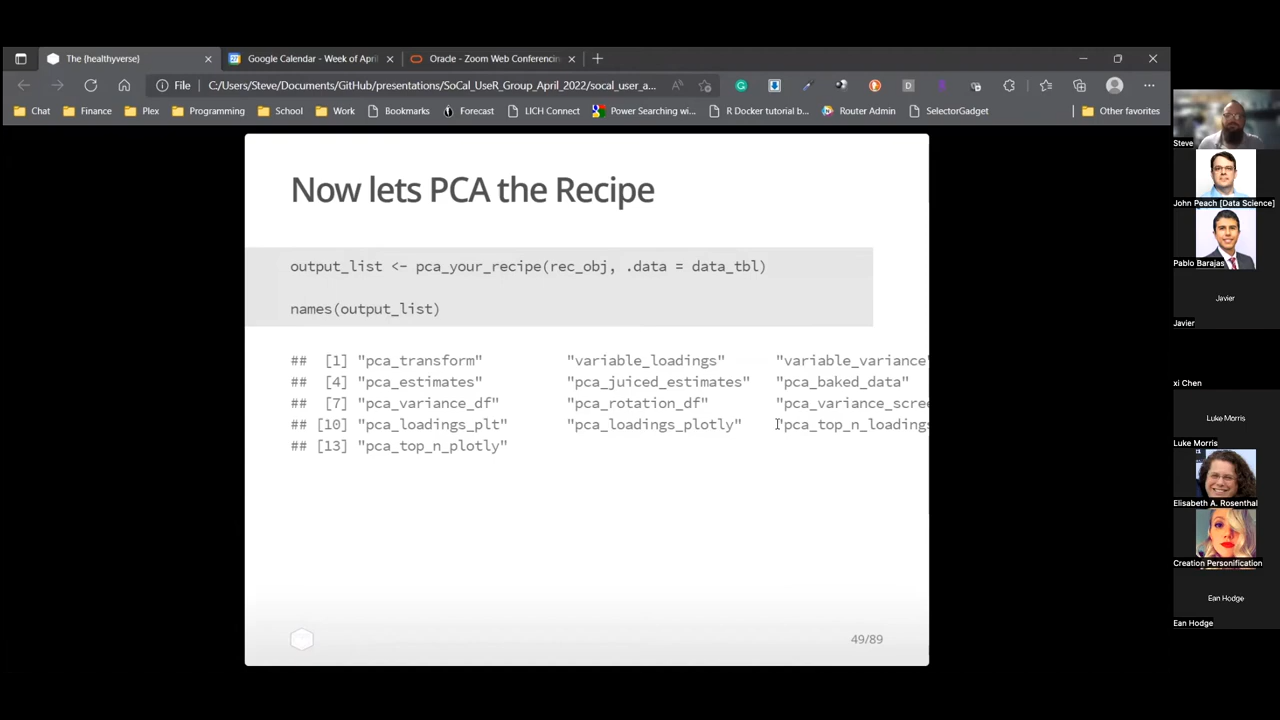 The {healthyverse}
Google Calendar - Week of April
Oracle - Zoom Web Conferencin
File C:/Users/Steve/Documents/GitHub/presentations/SoCal_UseR_Group_April_2022/socal_user_a...
Chat Finance Plex Programming School Work Bookmarks Forecast LICH Connect Power Searching wi... R Docker tutorial b... Router Admin SelectorGadget Other favorites
Now lets PCA the Recipe
output_list <- pca_your_recipe(rec_obj, .data = data_tbl)
names(output_list)
## [1] "pca_transform" "variable_loadings" "variable_variance"
## [4] "pca_estimates" "pca_juiced_estimates" "pca_baked_data"
## [7] "pca_variance_df" "pca_rotation_df" "pca_variance_scree
## [10] "pca_loadings_plt" "pca_loadings_plotly" "pca_top_n_loadings
## [13] "pca_top_n_plotly"
49/89
Steve
John Peach [Data Science]
Pablo Barajas
Javier
Javier
xi Chen
Luke Morris
Luke Morris
Elisabeth A. Rosenthal
Creation Personification
Ean Hodge
Ean Hodge